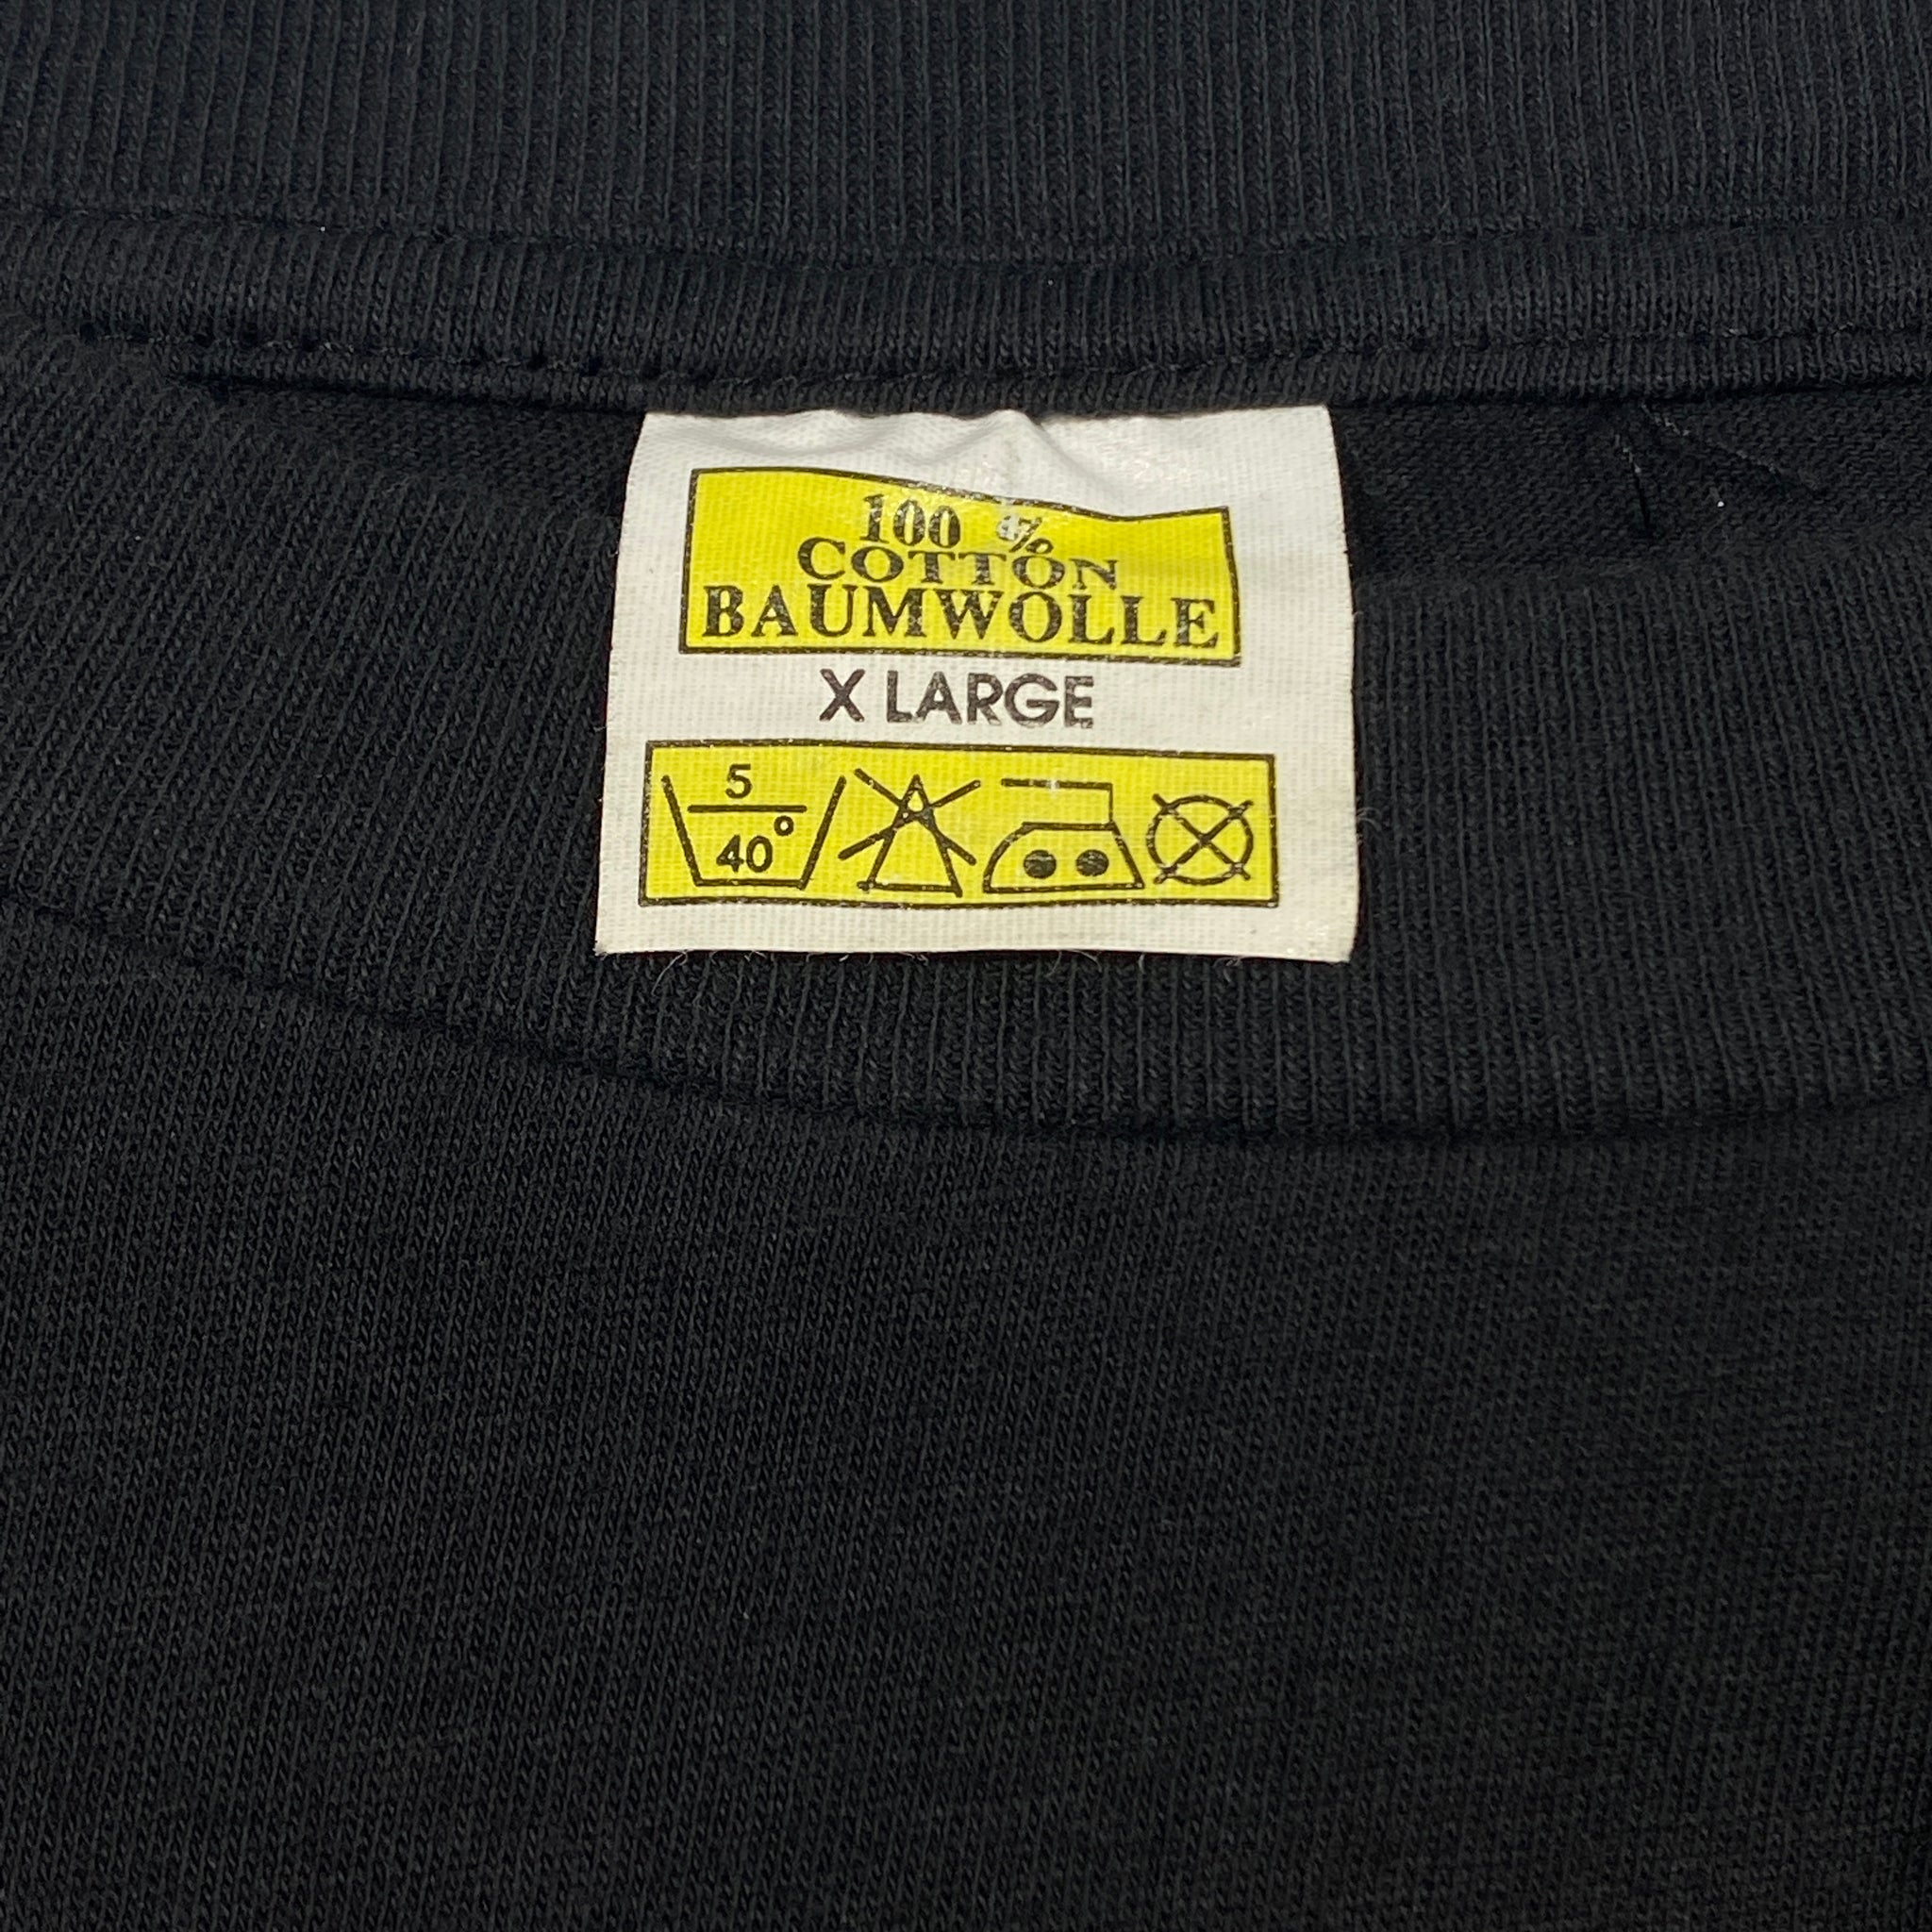 100 %
COTTON
BAUMWOLLE
X LARGE
5
40°